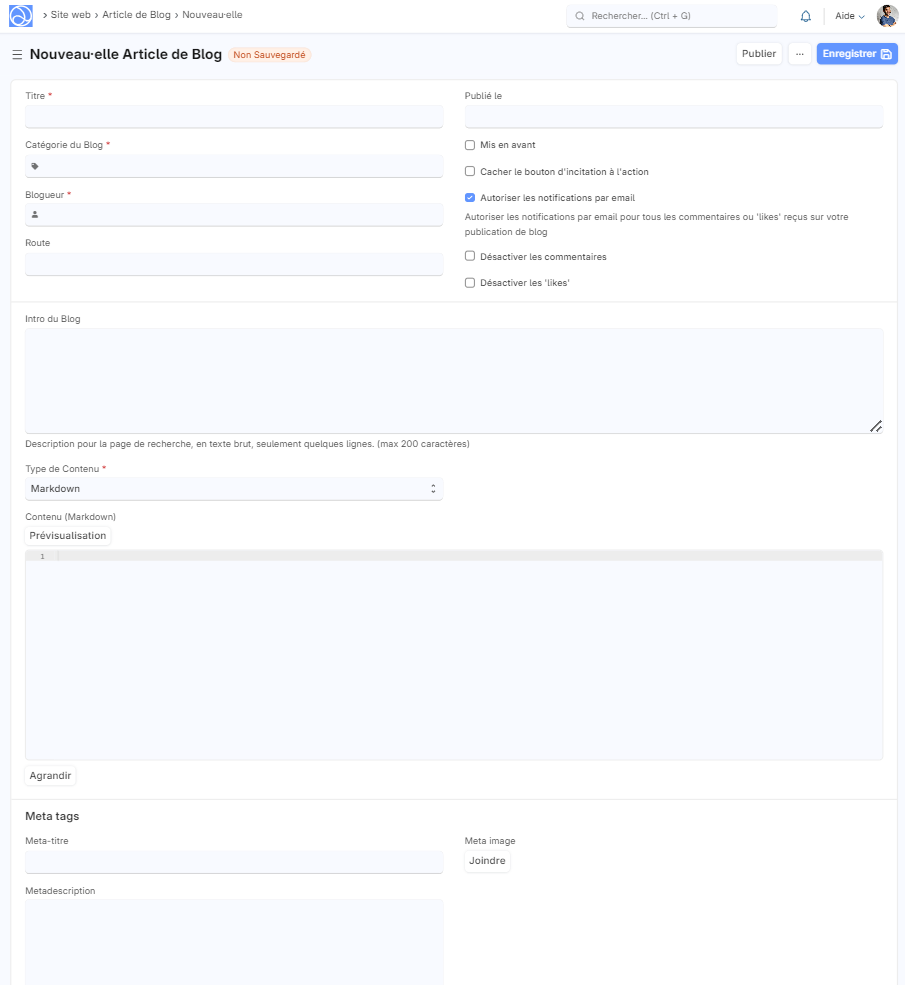 › Site web › Article de Blog › Nouveau·elle
Rechercher... (Ctrl + G)
Aide
Nouveau·elle Article de Blog
Non Sauvegardé
Publier
...
Enregistrer
Titre *
Publié le
Catégorie du Blog *
Mis en avant
Cacher le bouton d'incitation à l'action
Blogueur *
Autoriser les notifications par email
Autoriser les notifications par email pour tous les commentaires ou 'likes' reçus sur votre
publication de blog
Route
Désactiver les commentaires
Désactiver les 'likes'
Intro du Blog
Description pour la page de recherche, en texte brut, seulement quelques lignes. (max 200 caractères)
Type de Contenu *
Markdown
Contenu (Markdown)
Prévisualisation
1
Agrandir
Meta tags
Meta-titre
Meta image
Joindre
Metadescription